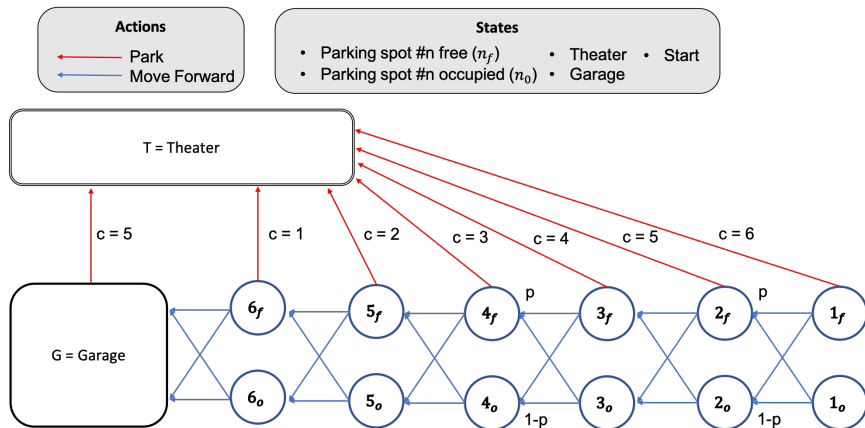 Actions
Park
Move Forward
States
• Parking spot #n free (n_f)
• Parking spot #n occupied (n_0)
• Theater
• Garage
• Start
T = Theater
c = 5
c = 1
c = 2
c = 3
c = 4
c = 5
c = 6
G = Garage
6_f
5_f
4_f
p
3_f
2_f
p
1_f
6_o
5_o
4_o
1-p
3_o
2_o
1-p
1_o